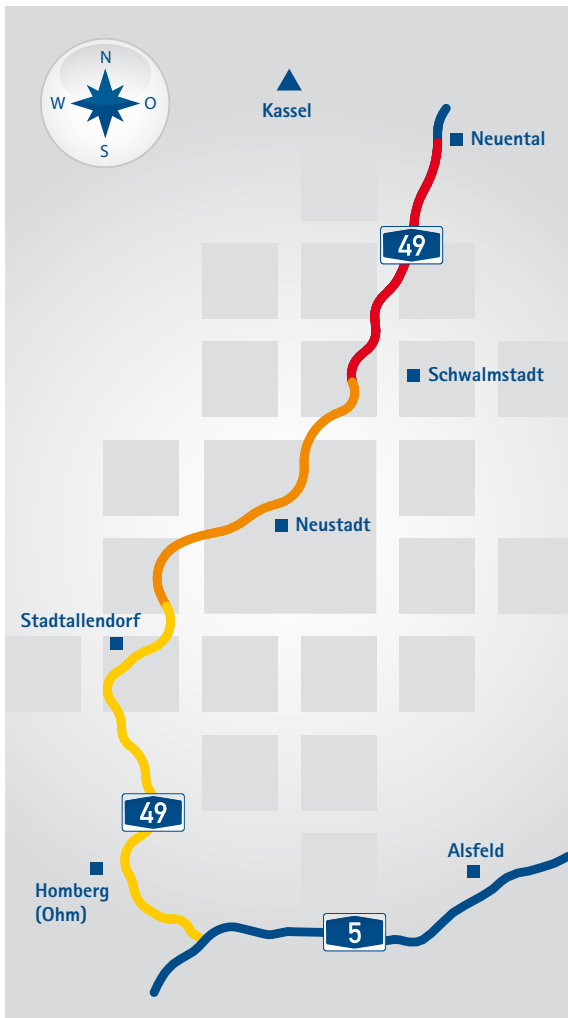 N
W O
S
Kassel
Neuental
49
Schwalmstadt
Neustadt
Stadtallendorf
49
Alsfeld
Homberg
(Ohm)
5